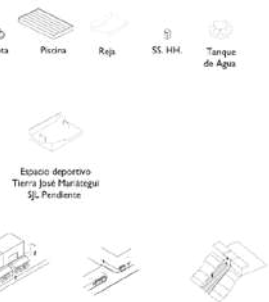 Piscina
Reja
SS. HH.
Tanque
de Agua
Espacio deportivo
Tierra José Mariátegui
SJL Pendiente